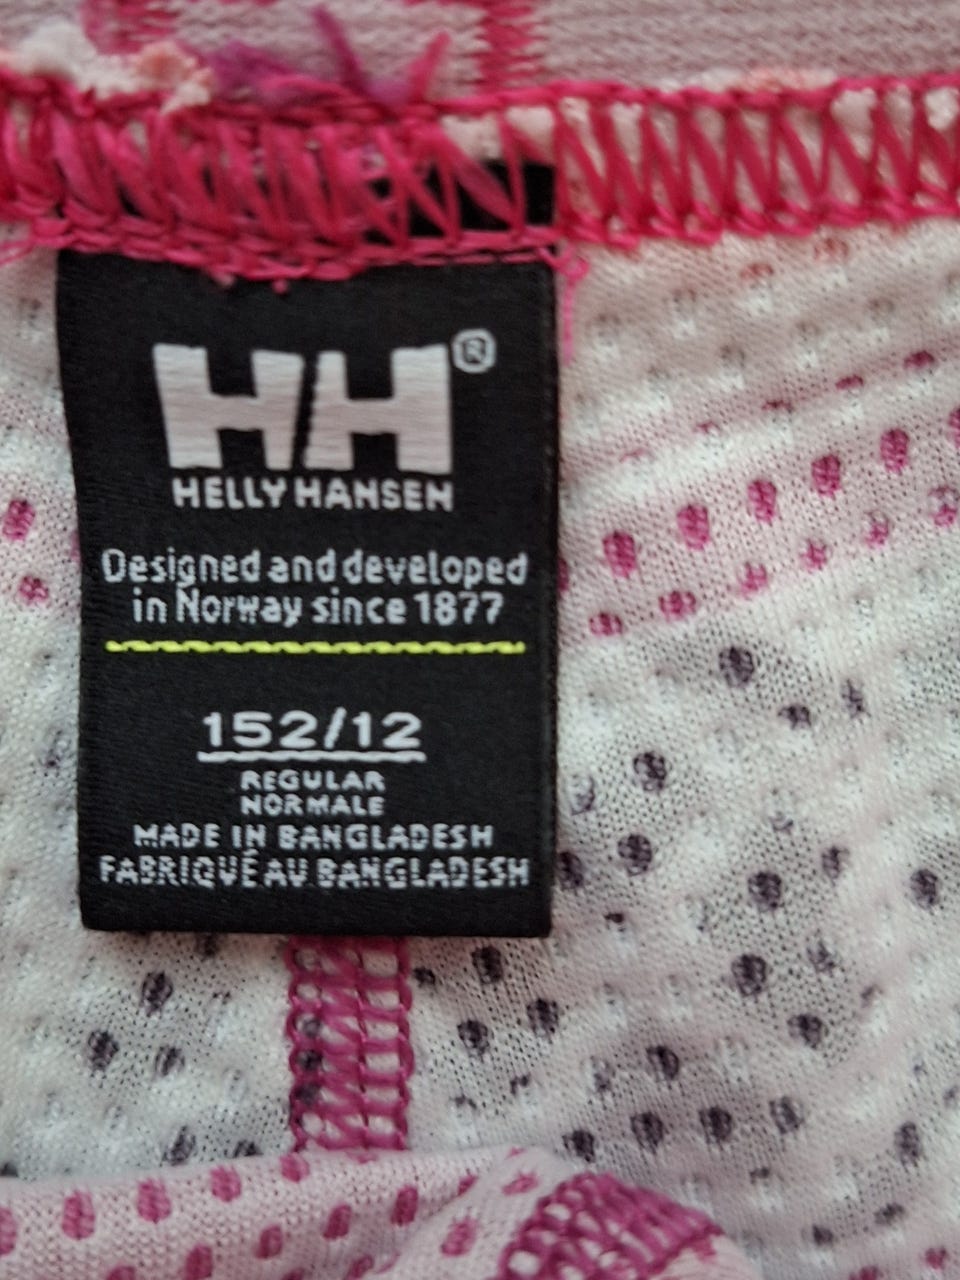 HH®
HELLY HANSEN
Designed and developed
in Norway since 1877
152/12
REGULAR
NORMALE
MADE IN BANGLADESH
FABRIQUÉ AU BANGLADESH